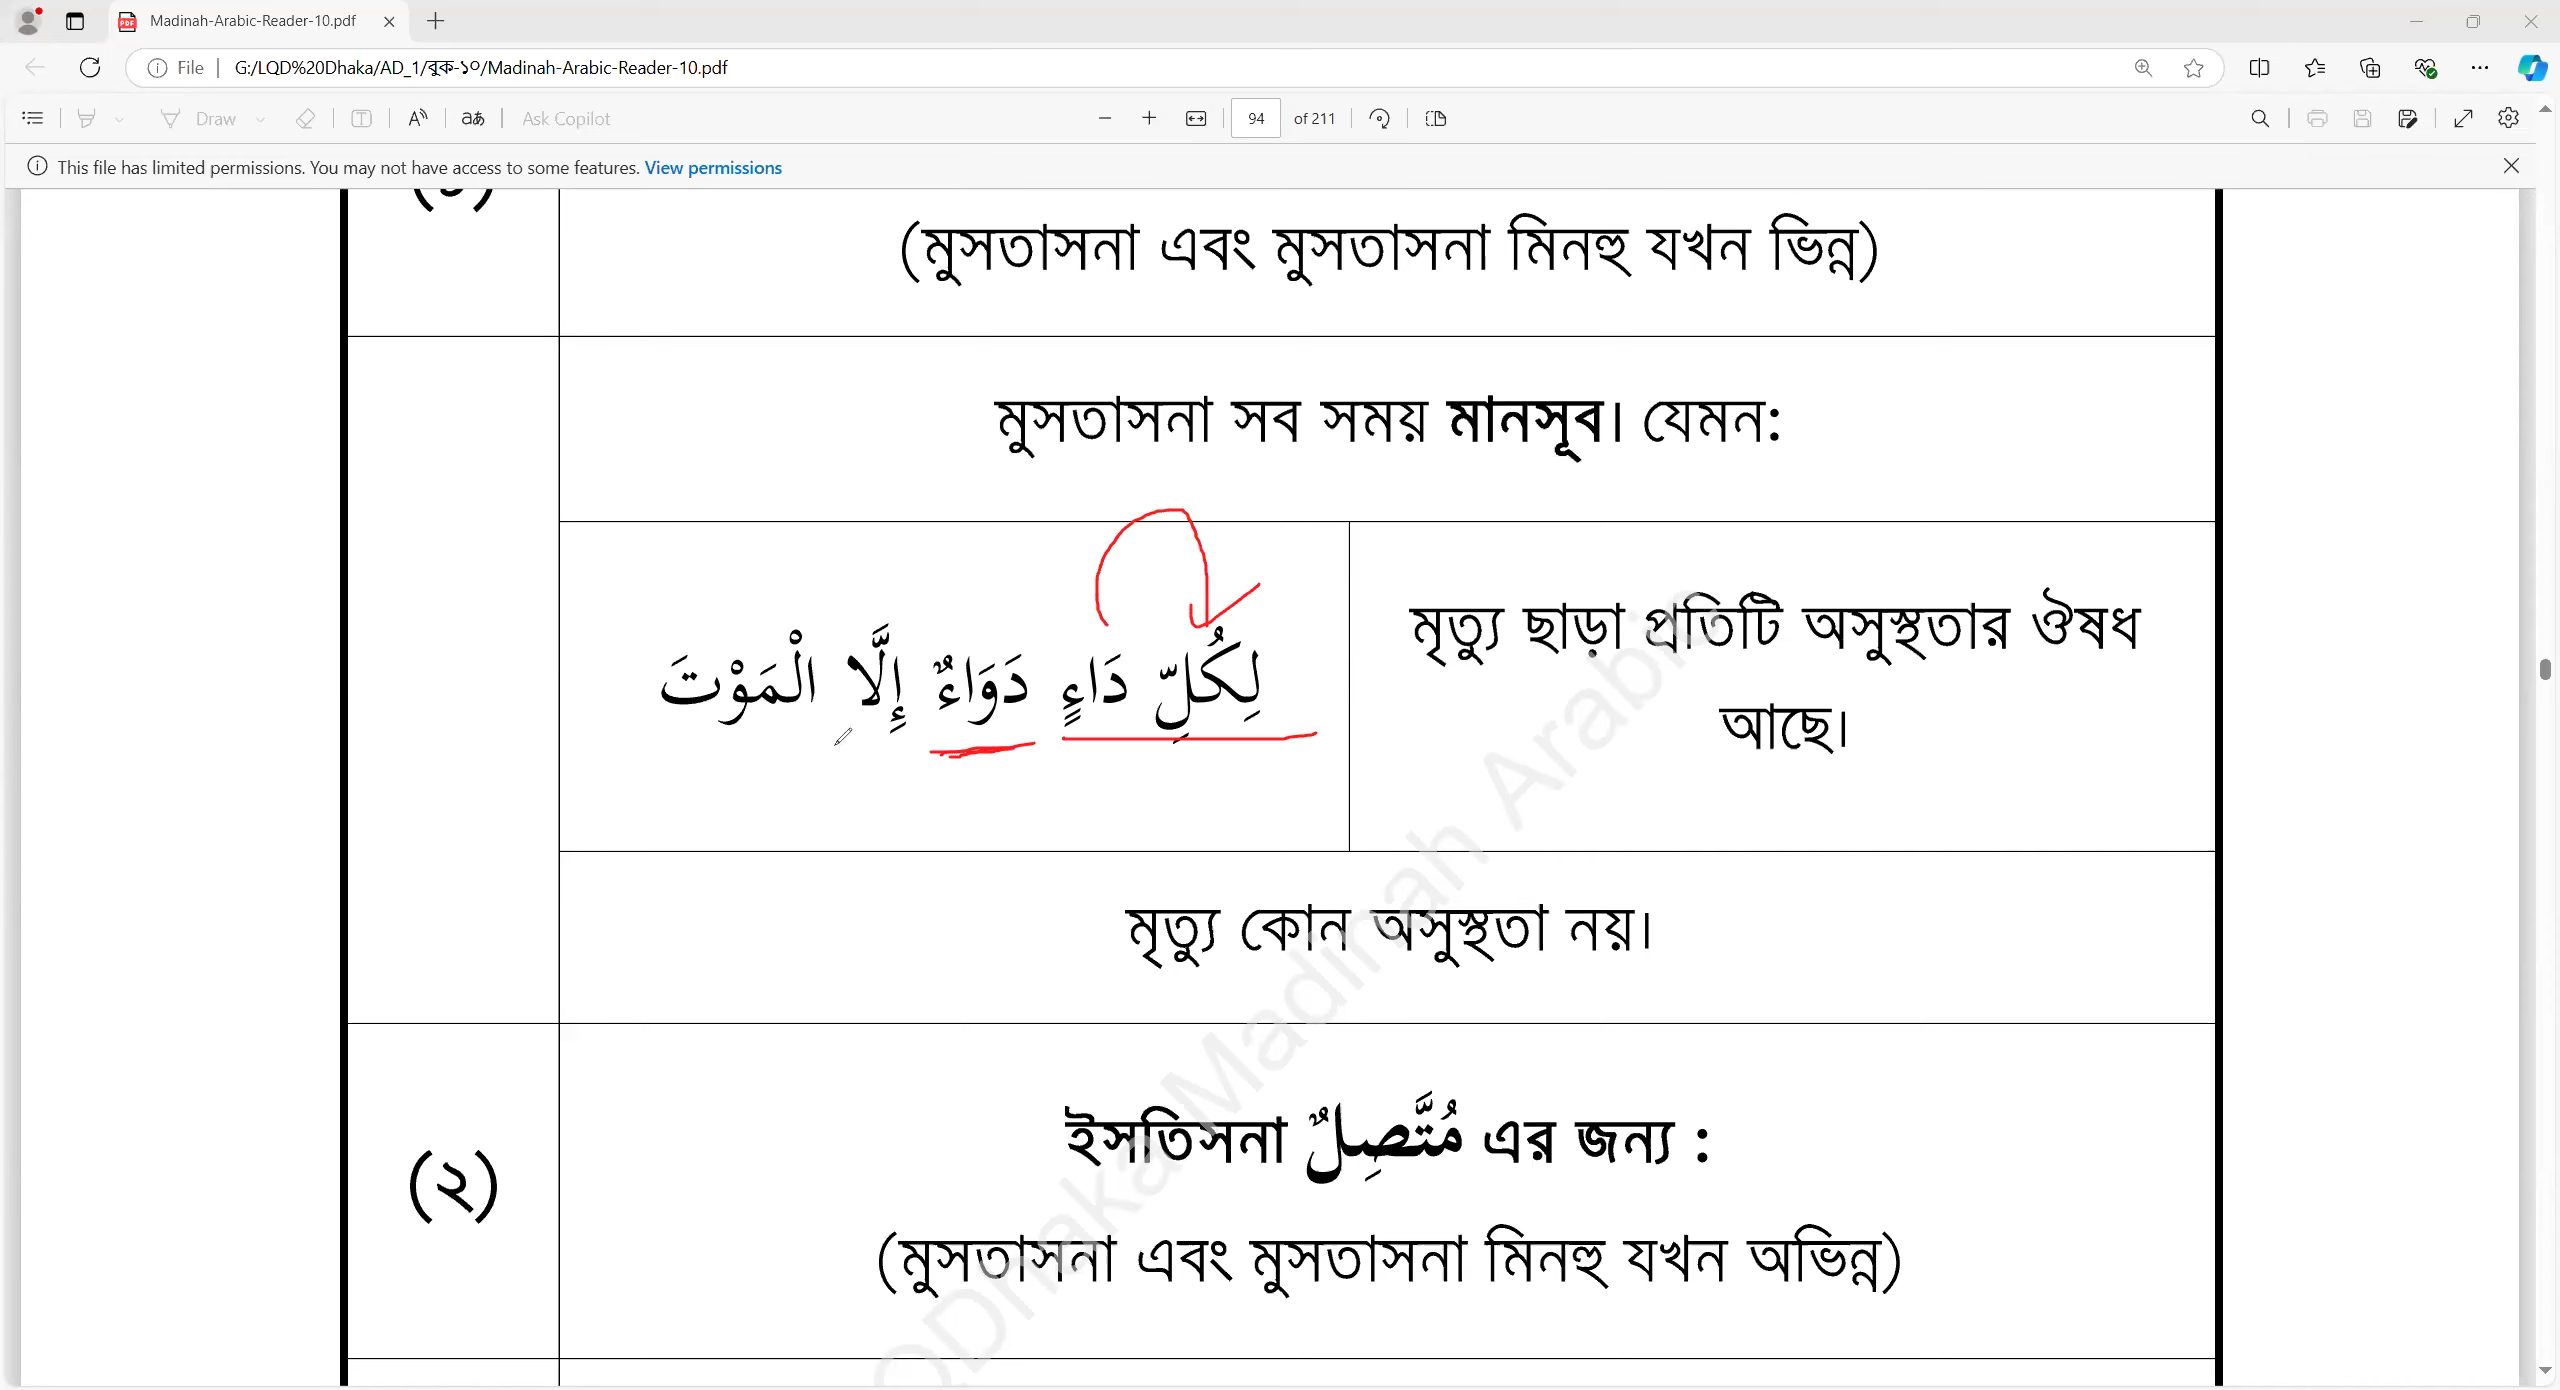 Madinah-Arabic-Reader-10.pdf
File G:/LQD%20Dhaka/AD_1/বুক-১০/Madinah-Arabic-Reader-10.pdf
Draw Ask Copilot 94 of 211
This file has limited permissions. You may not have access to some features. View permissions
(মুসতাসনা এবং মুসতাসনা মিনহু যখন ভিন্ন)
মুসতাসনা সব সময় মানসূব। যেমন:
لِكُلِّ دَاءٍ دَوَاءٌ إِلَّا الْمَوْتَ
মৃত্যু ছাড়া প্রতিটি অসুস্থতার ঔষধ
আছে।
মৃত্যু কোন অসুস্থতা নয়।
(২)
ইসতিসনা مُتَّصِلٌ এর জন্য :
(মুসতাসনা এবং মুসতাসনা মিনহু যখন অভিন্ন)
QDhaka Madinah Arabic